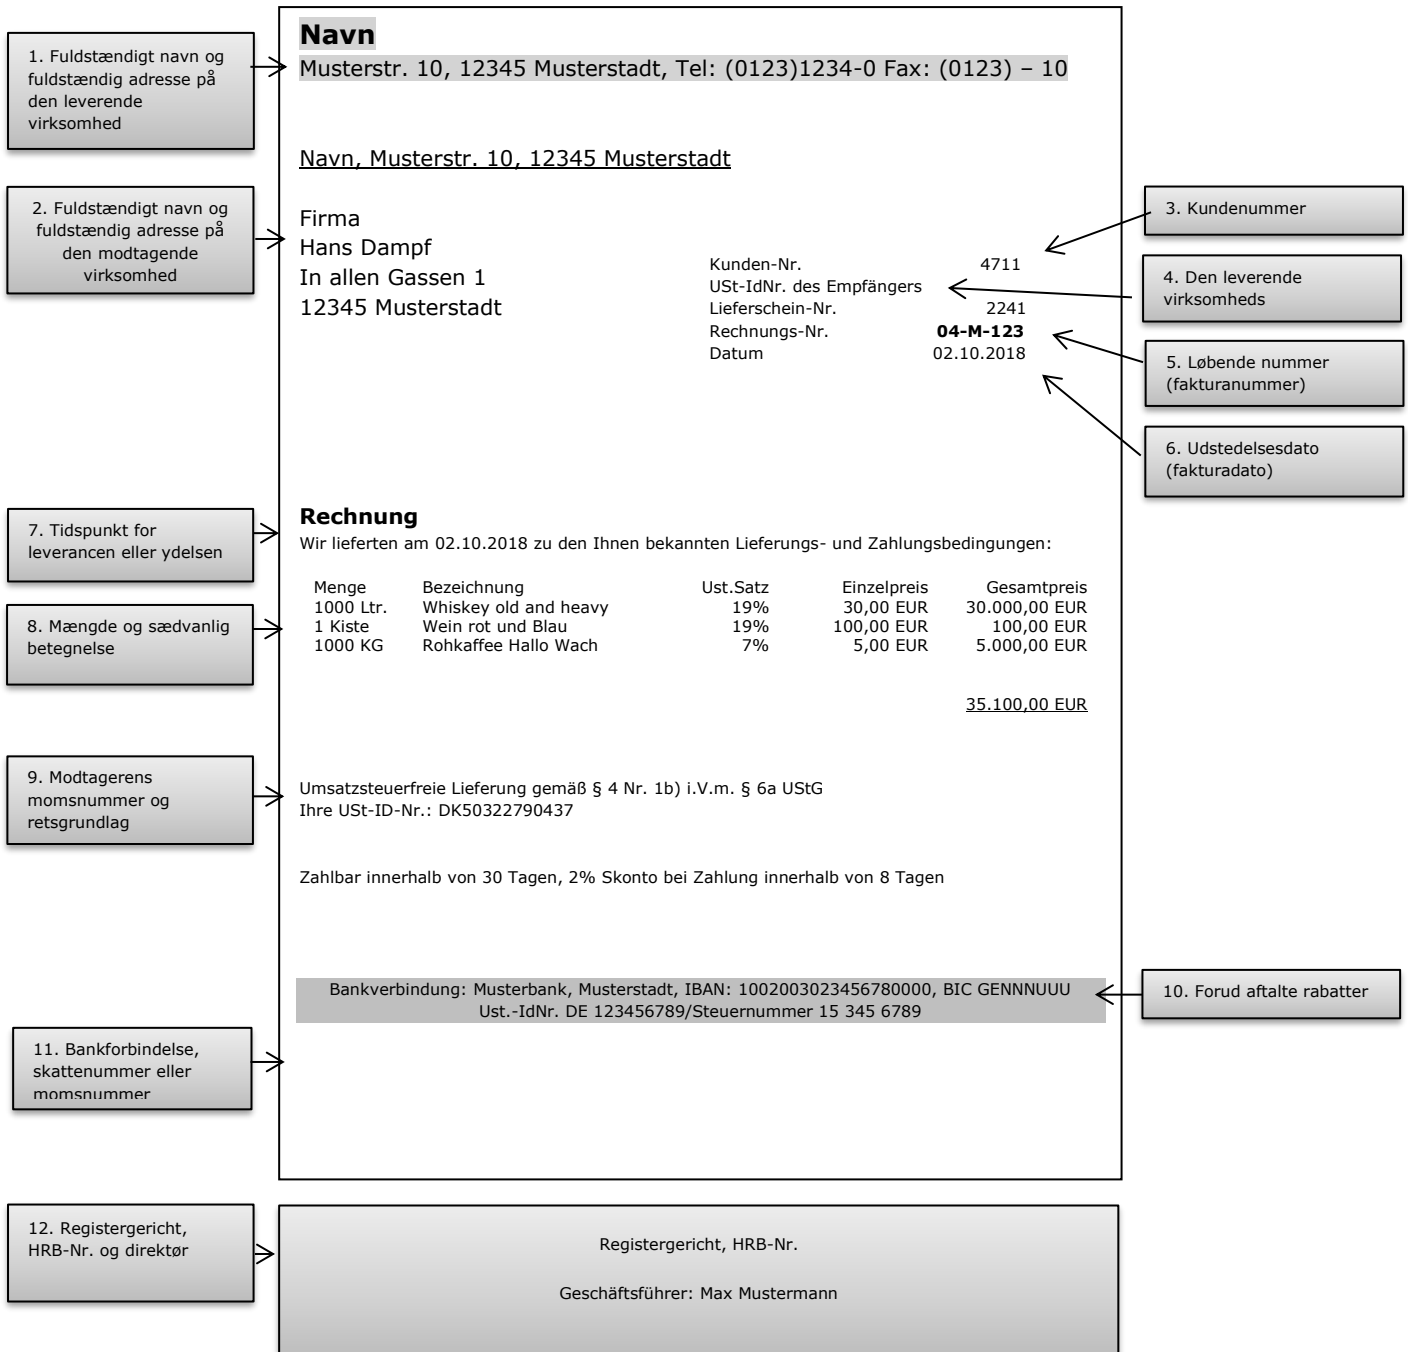 Navn
Musterstr. 10, 12345 Musterstadt, Tel: (0123)1234-0 Fax: (0123) – 10
1. Fuldstændigt navn og
fuldstændig adresse på
den leverende
virksomhed
Navn, Musterstr. 10, 12345 Musterstadt
2. Fuldstændigt navn og
fuldstændig adresse på
den modtagende
virksomhed
Firma
Hans Dampf
In allen Gassen 1
12345 Musterstadt
Kunden-Nr. 4711
USt-IdNr. des Empfängers
Lieferschein-Nr. 2241
Rechnungs-Nr. 04-M-123
Datum 02.10.2018
3. Kundenummer
4. Den leverende
virksomheds
5. Løbende nummer
(fakturanummer)
6. Udstedelsesdato
(fakturadato)
7. Tidspunkt for
leverancen eller ydelsen
Rechnung
Wir lieferten am 02.10.2018 zu den Ihnen bekannten Lieferungs- und Zahlungsbedingungen:
8. Mængde og sædvanlig
betegnelse
Menge Bezeichnung Ust.Satz Einzelpreis Gesamtpreis
1000 Ltr. Whiskey old and heavy 19% 30,00 EUR 30.000,00 EUR
1 Kiste Wein rot und Blau 19% 100,00 EUR 100,00 EUR
1000 KG Rohkaffee Hallo Wach 7% 5,00 EUR 5.000,00 EUR
35.100,00 EUR
9. Modtagerens
momsnummer og
retsgrundlag
Umsatzsteuerfreie Lieferung gemäß § 4 Nr. 1b) i.V.m. § 6a UStG
Ihre USt-ID-Nr.: DK50322790437
Zahlbar innerhalb von 30 Tagen, 2% Skonto bei Zahlung innerhalb von 8 Tagen
Bankverbindung: Musterbank, Musterstadt, IBAN: 1002003023456780000, BIC GENNNUUU
Ust.-IdNr. DE 123456789/Steuernummer 15 345 6789
10. Forud aftalte rabatter
11. Bankforbindelse,
skattenummer eller
momsnummer
12. Registergericht,
HRB-Nr. og direktør
Registergericht, HRB-Nr.
Geschäftsführer: Max Mustermann